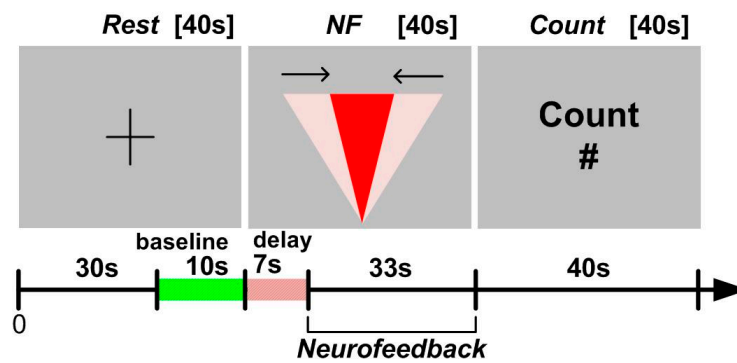 Rest [40s] NF [40s] Count [40s]
Count
#
baseline delay
30s 10s 7s 33s 40s
0
Neurofeedback